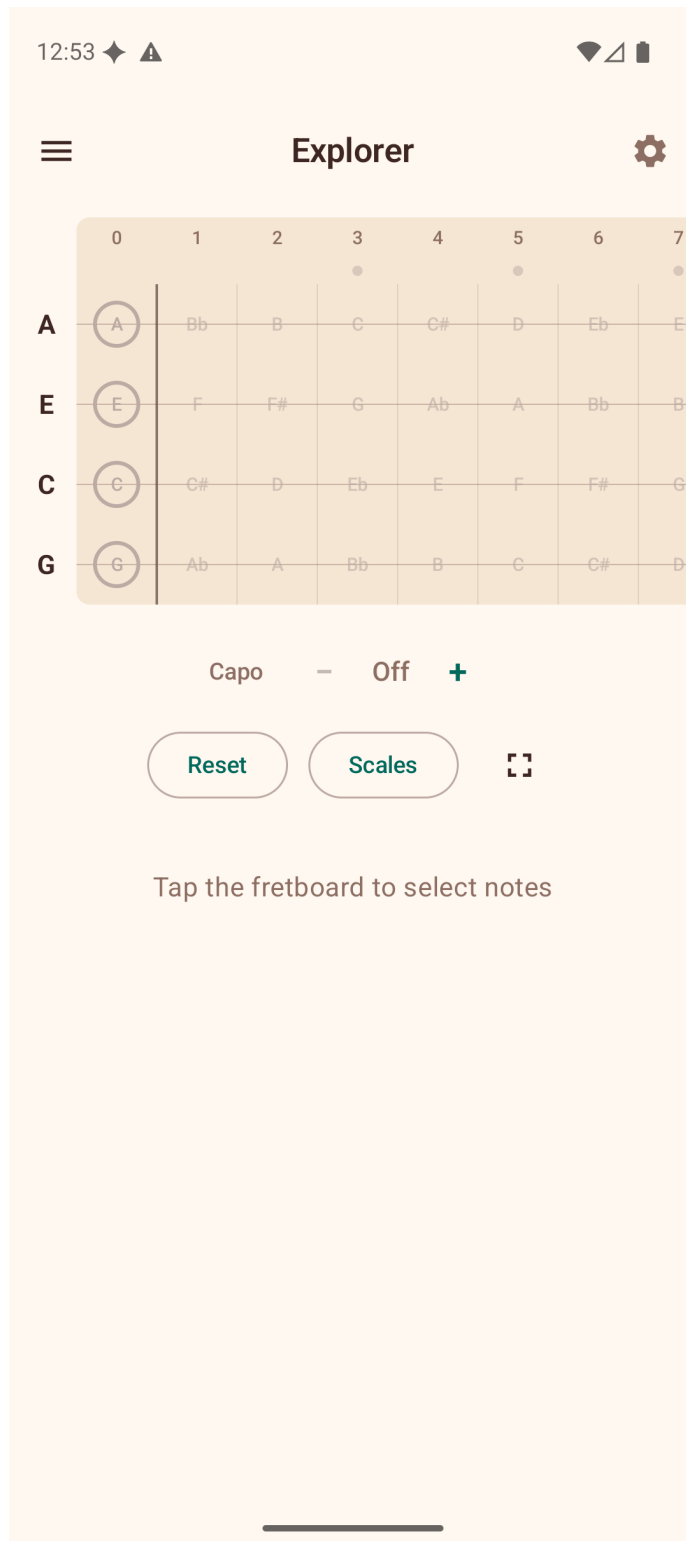 12:53
Explorer
0 1 2 3 4 5 6 7
A A Bb B C C# D Eb E
E E F F# G Ab A Bb B
C C C# D Eb E F F# G
G G Ab A Bb B C C# D
Capo − Off +
Reset Scales
Tap the fretboard to select notes